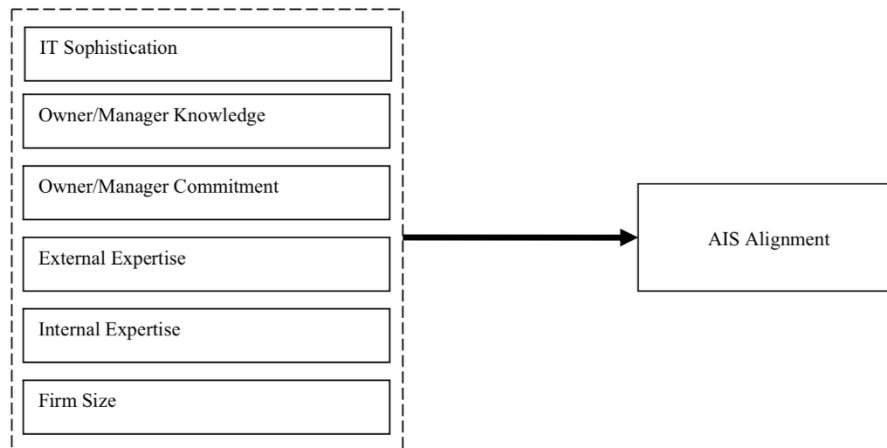 IT Sophistication
Owner/Manager Knowledge
Owner/Manager Commitment
External Expertise
Internal Expertise
Firm Size
AIS Alignment